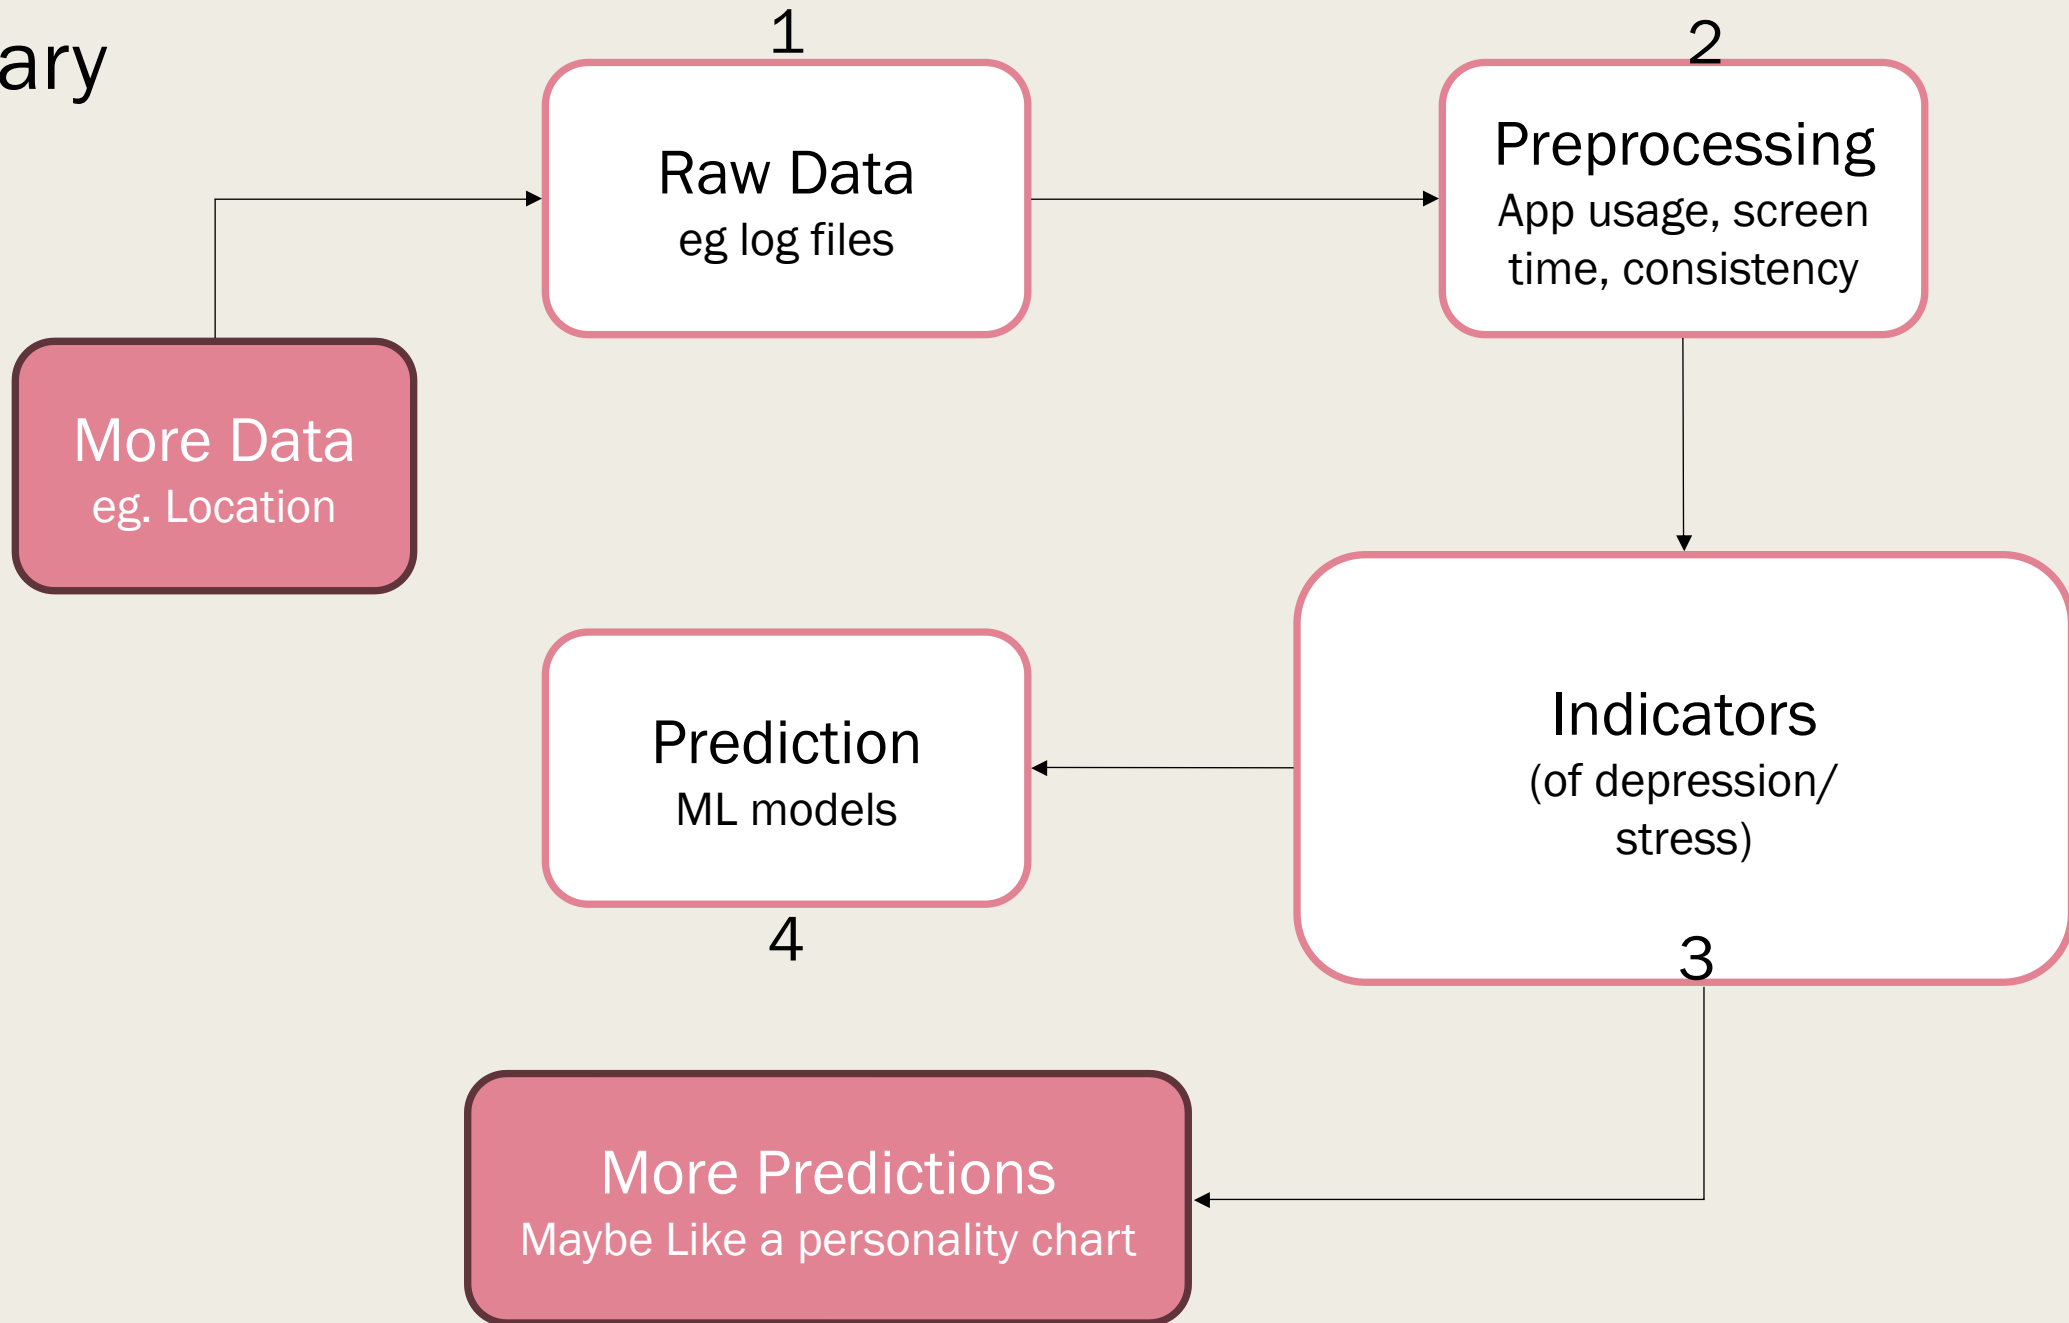 ary
1
Raw Data
eg log files
2
Preprocessing
App usage, screen
time, consistency
More Data
eg. Location
Indicators
(of depression/
stress)
3
Prediction
ML models
4
More Predictions
Maybe Like a personality chart